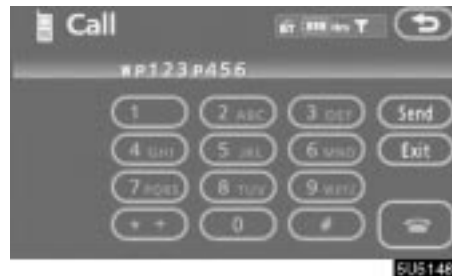 Call
BT
P123P456
1 2 ABC 3 DEF Send
4 GHI 5 JKL 6 MNO Exit
7 PQRS 8 TUV 9 WXYZ
* + 0 #
5U5146